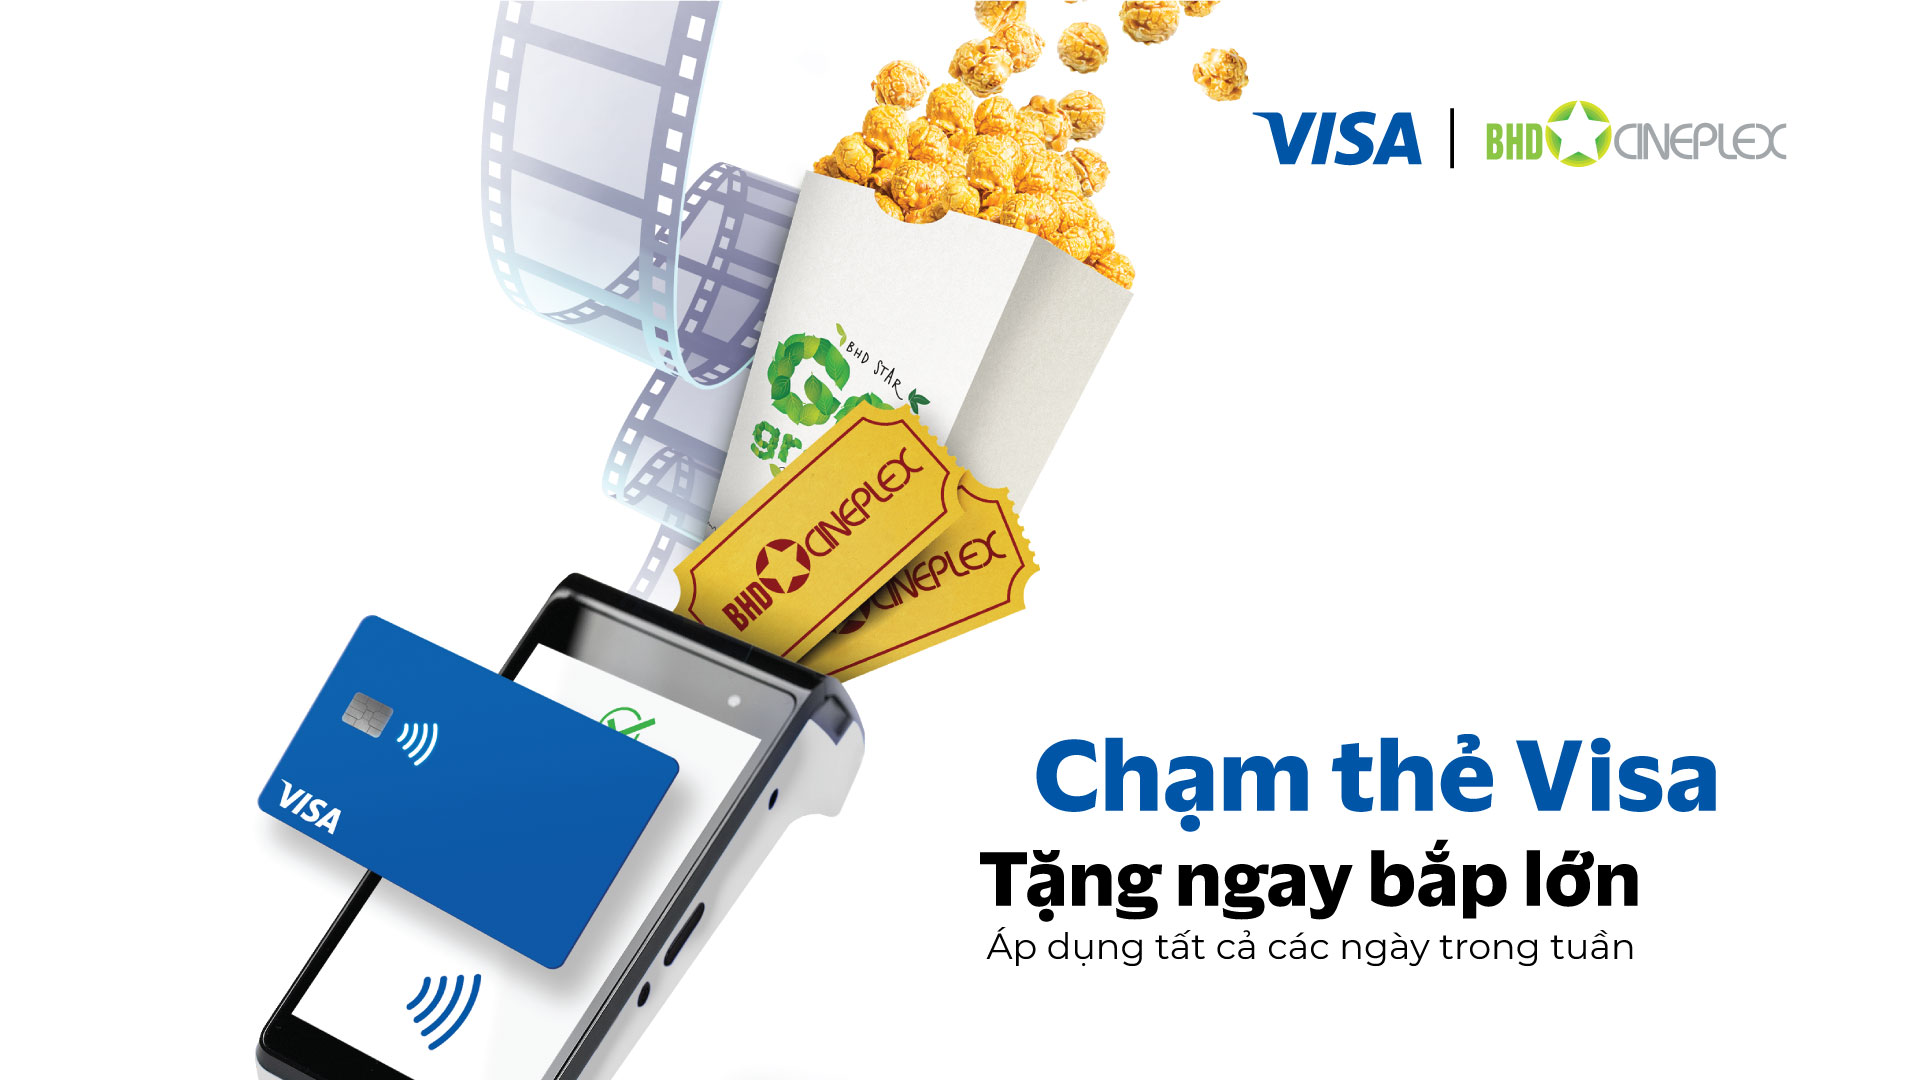 VISA | BHD CINEPLEX
BHD STAR
G
gr
BHD CINEPLEX
CINEPLEX
VISA
Chạm thẻ Visa
Tặng ngay bắp lớn
Áp dụng tất cả các ngày trong tuần